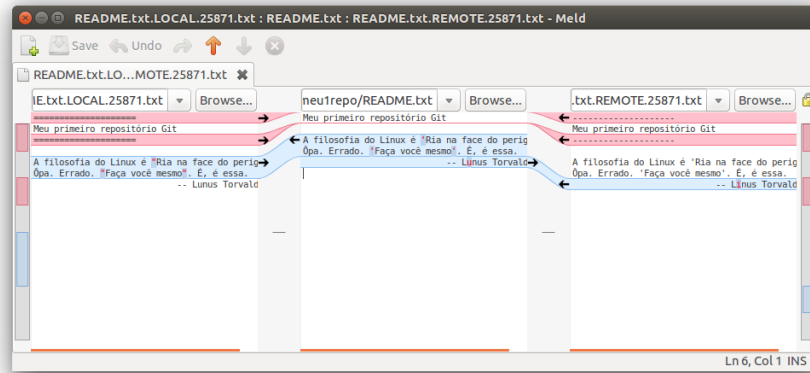 README.txt.LOCAL.25871.txt : README.txt : README.txt.REMOTE.25871.txt - Meld
Save Undo
README.txt.LO...MOTE.25871.txt
IE.txt.LOCAL.25871.txt Browse...
neu1repo/README.txt Browse...
.txt.REMOTE.25871.txt Browse...
====================
Meu primeiro repositório Git
====================
A filosofia do Linux é "Ria na face do perig
Ôpa. Errado. "Faça você mesmo". É, é essa.
-- Lunus Torvald
Meu primeiro repositório Git
A filosofia do Linux é 'Ria na face do perig
Ôpa. Errado. 'Faça você mesmo'. É, é essa.
-- Lunus Torvald
--------------------
Meu primeiro repositório Git
--------------------
A filosofia do Linux é 'Ria na face do perig
Ôpa. Errado. 'Faça você mesmo'. É, é essa.
-- Linus Torvald
Ln 6, Col 1 INS